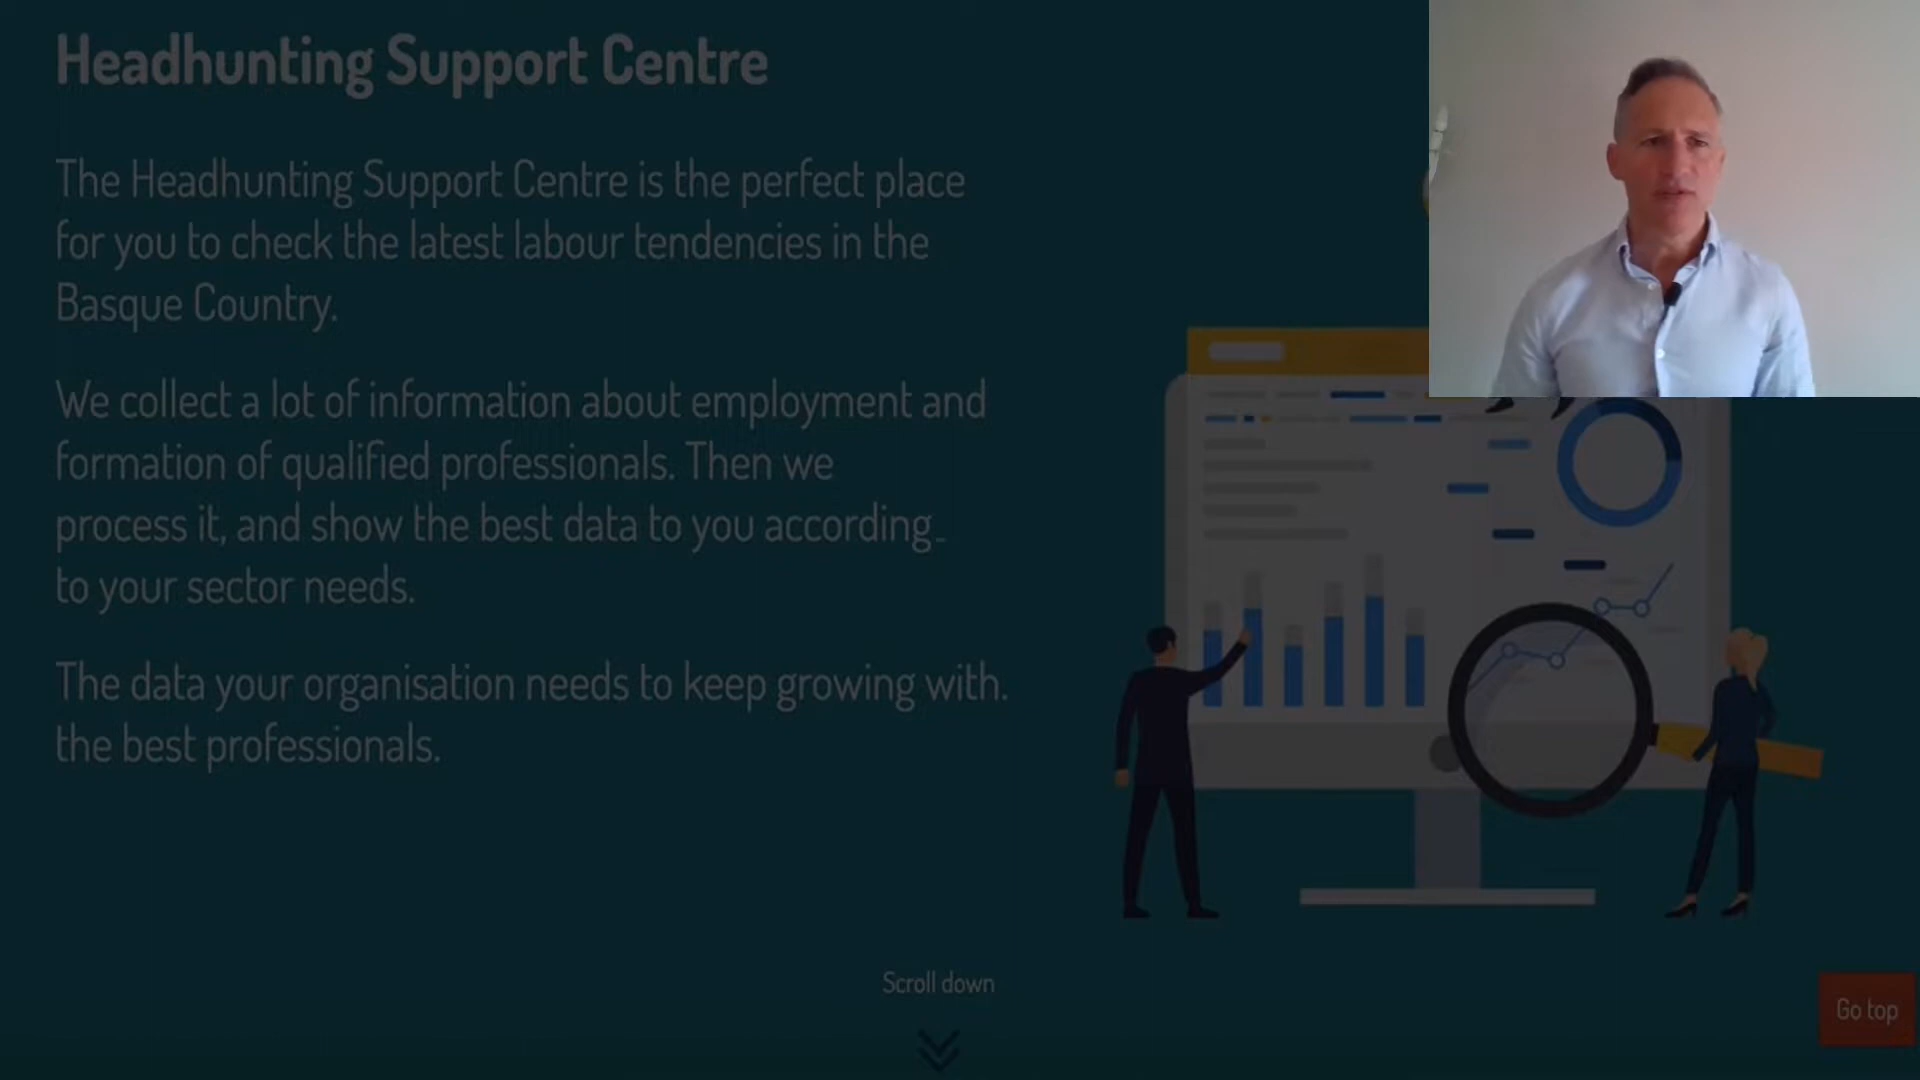 Headhunting Support Centre
The Headhunting Support Centre is the perfect place
for you to check the latest labour tendencies in the
Basque Country.
We collect a lot of information about employment and
formation of qualified professionals. Then we
process it, and show the best data to you according
to your sector needs.
The data your organisation needs to keep growing with.
the best professionals.
Scroll down
Go top